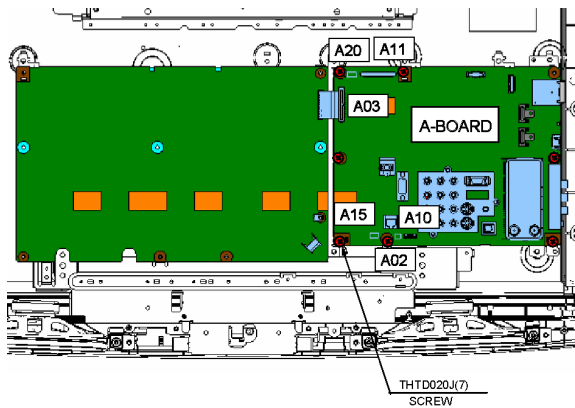 A20 A11
A03
A-BOARD
A15 A10
A02
THTD020J(7)
SCREW